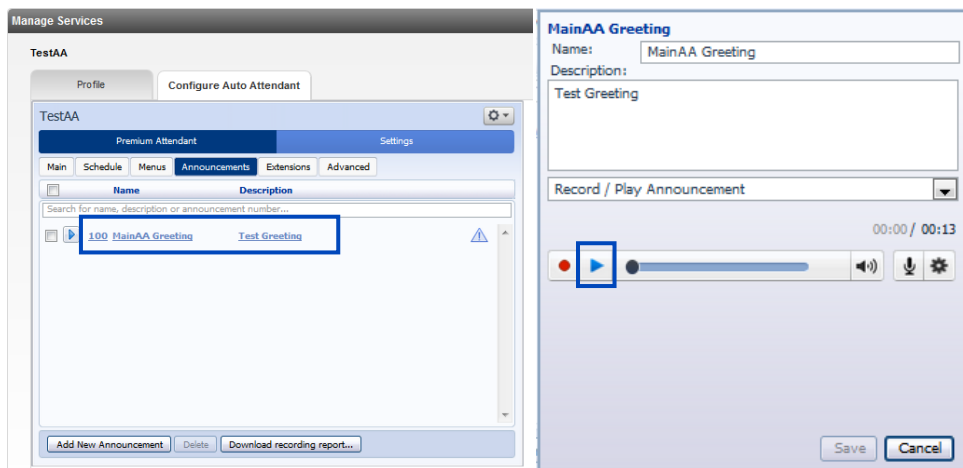 Manage Services
TestAA
Profile
Configure Auto Attendant
TestAA
Premium Attendant
Settings
Main
Schedule
Menus
Announcements
Extensions
Advanced
Name
Description
Search for name, description or announcement number...
100 MainAA Greeting
Test Greeting
Add New Announcement
Delete
Download recording report...
MainAA Greeting
Name:
MainAA Greeting
Description:
Test Greeting
Record / Play Announcement
00:00 / 00:13
Save
Cancel